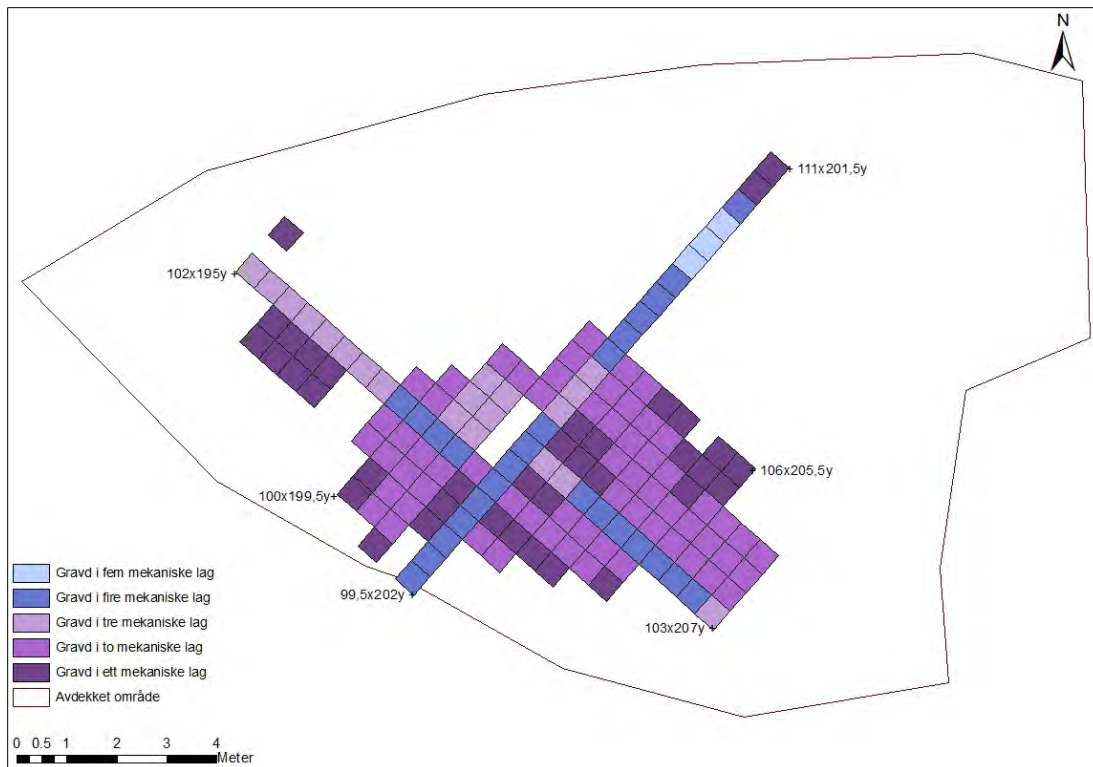 N
111x201,5y
102x195y
106x205,5y
100x199,5y
99,5x202y
103x207y
Gravd i fem mekaniske lag
Gravd i fire mekaniske lag
Gravd i tre mekaniske lag
Gravd i to mekaniske lag
Gravd i ett mekaniske lag
Avdekket område
0 0.5 1 2 3 4
Meter